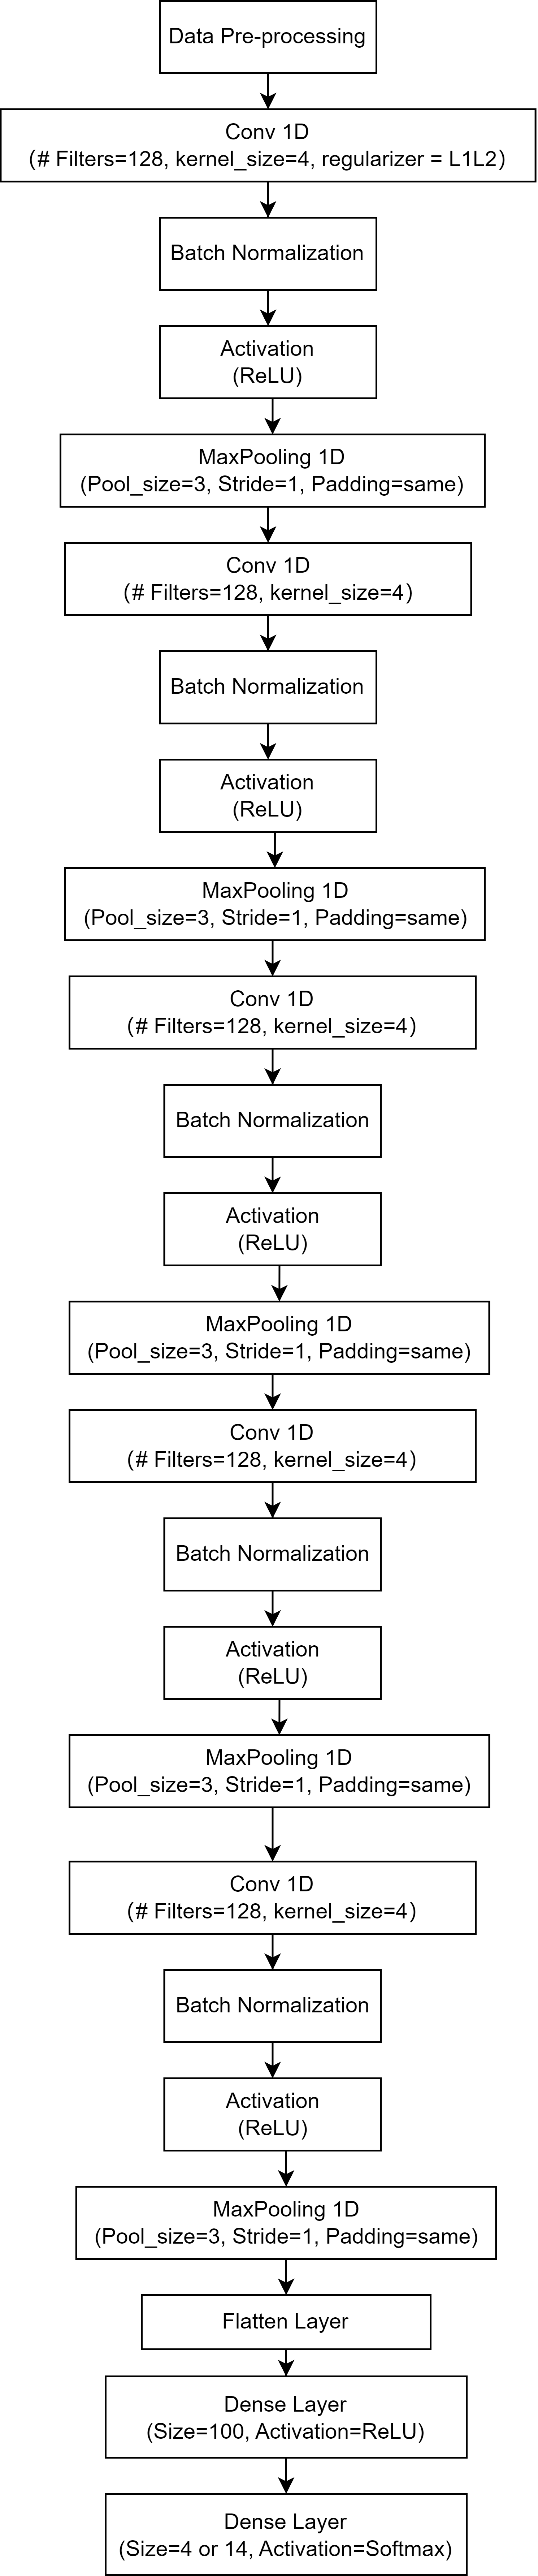 Data Pre-processing
Conv 1D
(# Filters=128, kernel_size=4, regularizer = L1L2)
Batch Normalization
Activation
(ReLU)
MaxPooling 1D
(Pool_size=3, Stride=1, Padding=same)
Conv 1D
(# Filters=128, kernel_size=4)
Batch Normalization
Activation
(ReLU)
MaxPooling 1D
(Pool_size=3, Stride=1, Padding=same)
Conv 1D
(# Filters=128, kernel_size=4)
Batch Normalization
Activation
(ReLU)
MaxPooling 1D
(Pool_size=3, Stride=1, Padding=same)
Conv 1D
(# Filters=128, kernel_size=4)
Batch Normalization
Activation
(ReLU)
MaxPooling 1D
(Pool_size=3, Stride=1, Padding=same)
Conv 1D
(# Filters=128, kernel_size=4)
Batch Normalization
Activation
(ReLU)
MaxPooling 1D
(Pool_size=3, Stride=1, Padding=same)
Flatten Layer
Dense Layer
(Size=100, Activation=ReLU)
Dense Layer
(Size=4 or 14, Activation=Softmax)